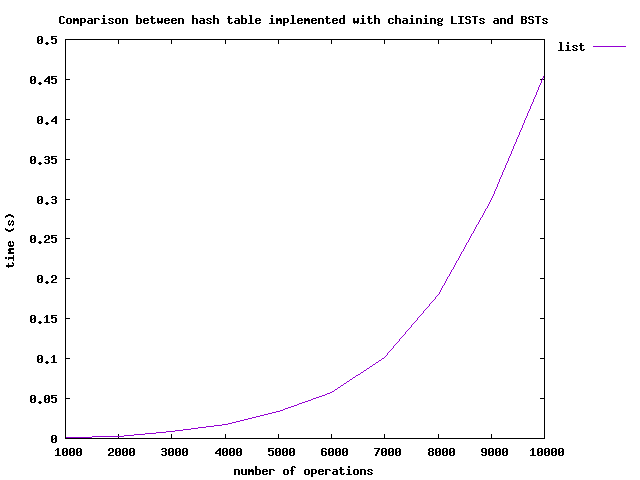 Comparison between hash table implemented with chaining LISTs and BSTs
list
0.5
0.45
0.4
0.35
0.3
0.25
0.2
0.15
0.1
0.05
0
time (s)
1000 2000 3000 4000 5000 6000 7000 8000 9000 10000
number of operations